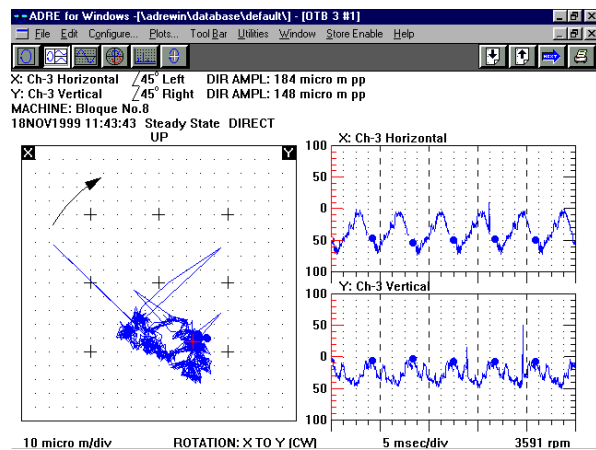 ADRE for Windows -[\adrewin\database\default\] - [OTB 3 #1]
File Edit Configure... Plots... Tool Bar Utilities Window Store Enable Help
X: Ch-3 Horizontal 45° Left DIR AMPL: 184 micro m pp
Y: Ch-3 Vertical 45° Right DIR AMPL: 148 micro m pp
MACHINE: Bloque No.8
18NOV1999 11:43:43 Steady State DIRECT
UP
X Y
X: Ch-3 Horizontal
100
50
0
50
100
Y: Ch-3 Vertical
100
50
0
50
100
10 micro m/div ROTATION: X TO Y (CW) 5 msec/div 3591 rpm